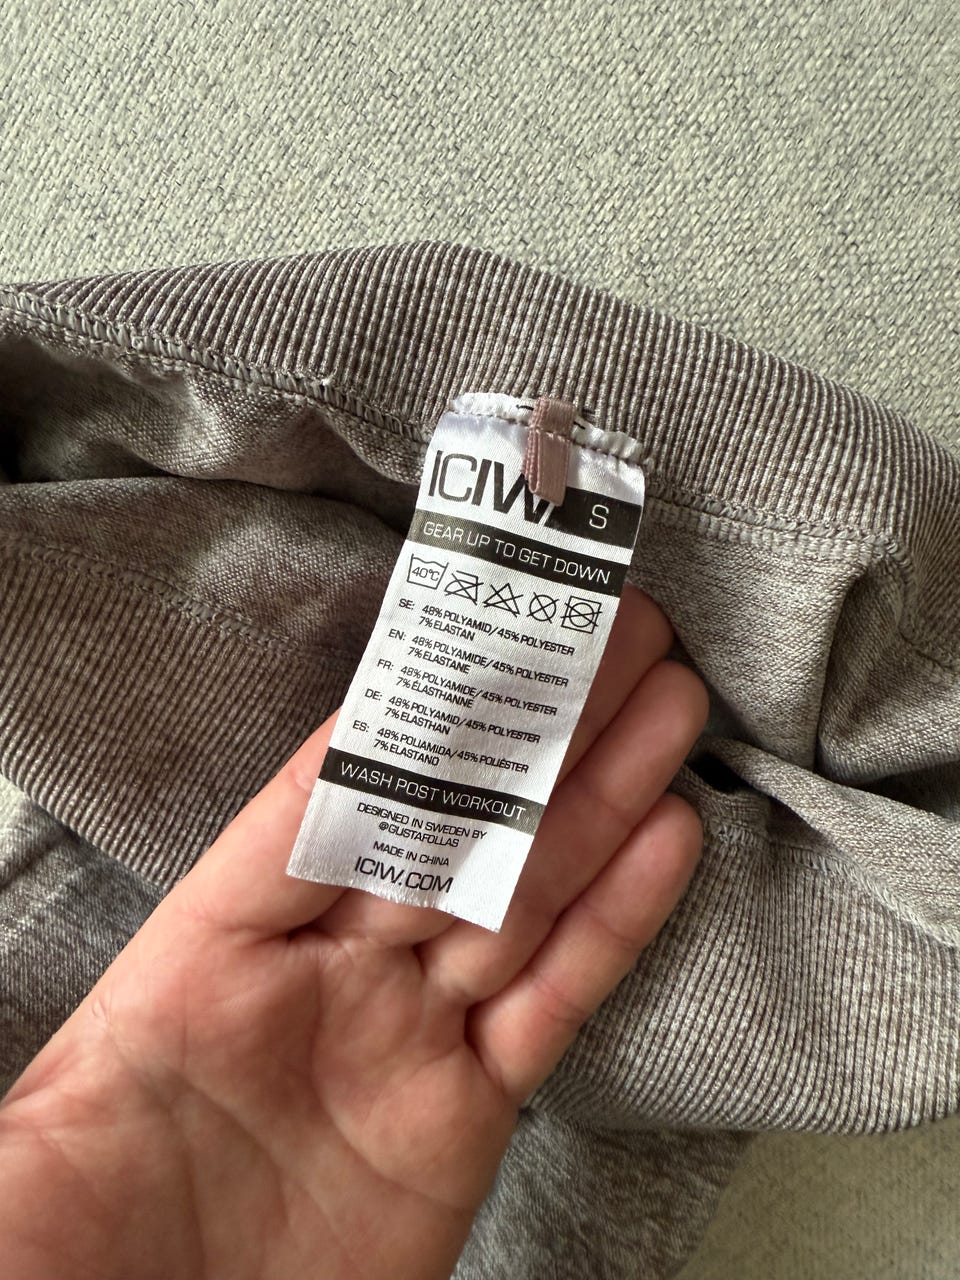 ICIW
S
GEAR UP TO GET DOWN
40°C
SE: 48% POLYAMID/45% POLYESTER
7% ELASTAN
EN: 48% POLYAMIDE/45% POLYESTER
7% ELASTANE
FR: 48% POLYAMIDE/45% POLYESTER
7% ÉLASTHANNE
DE: 48% POLYAMID/45% POLYESTER
7% ELASTHAN
ES: 48% POLIAMIDA/45% POLIÉSTER
7% ELASTANO
WASH POST WORKOUT
DESIGNED IN SWEDEN BY
@GUSTAFOLLAS
MADE IN CHINA
ICIW.COM